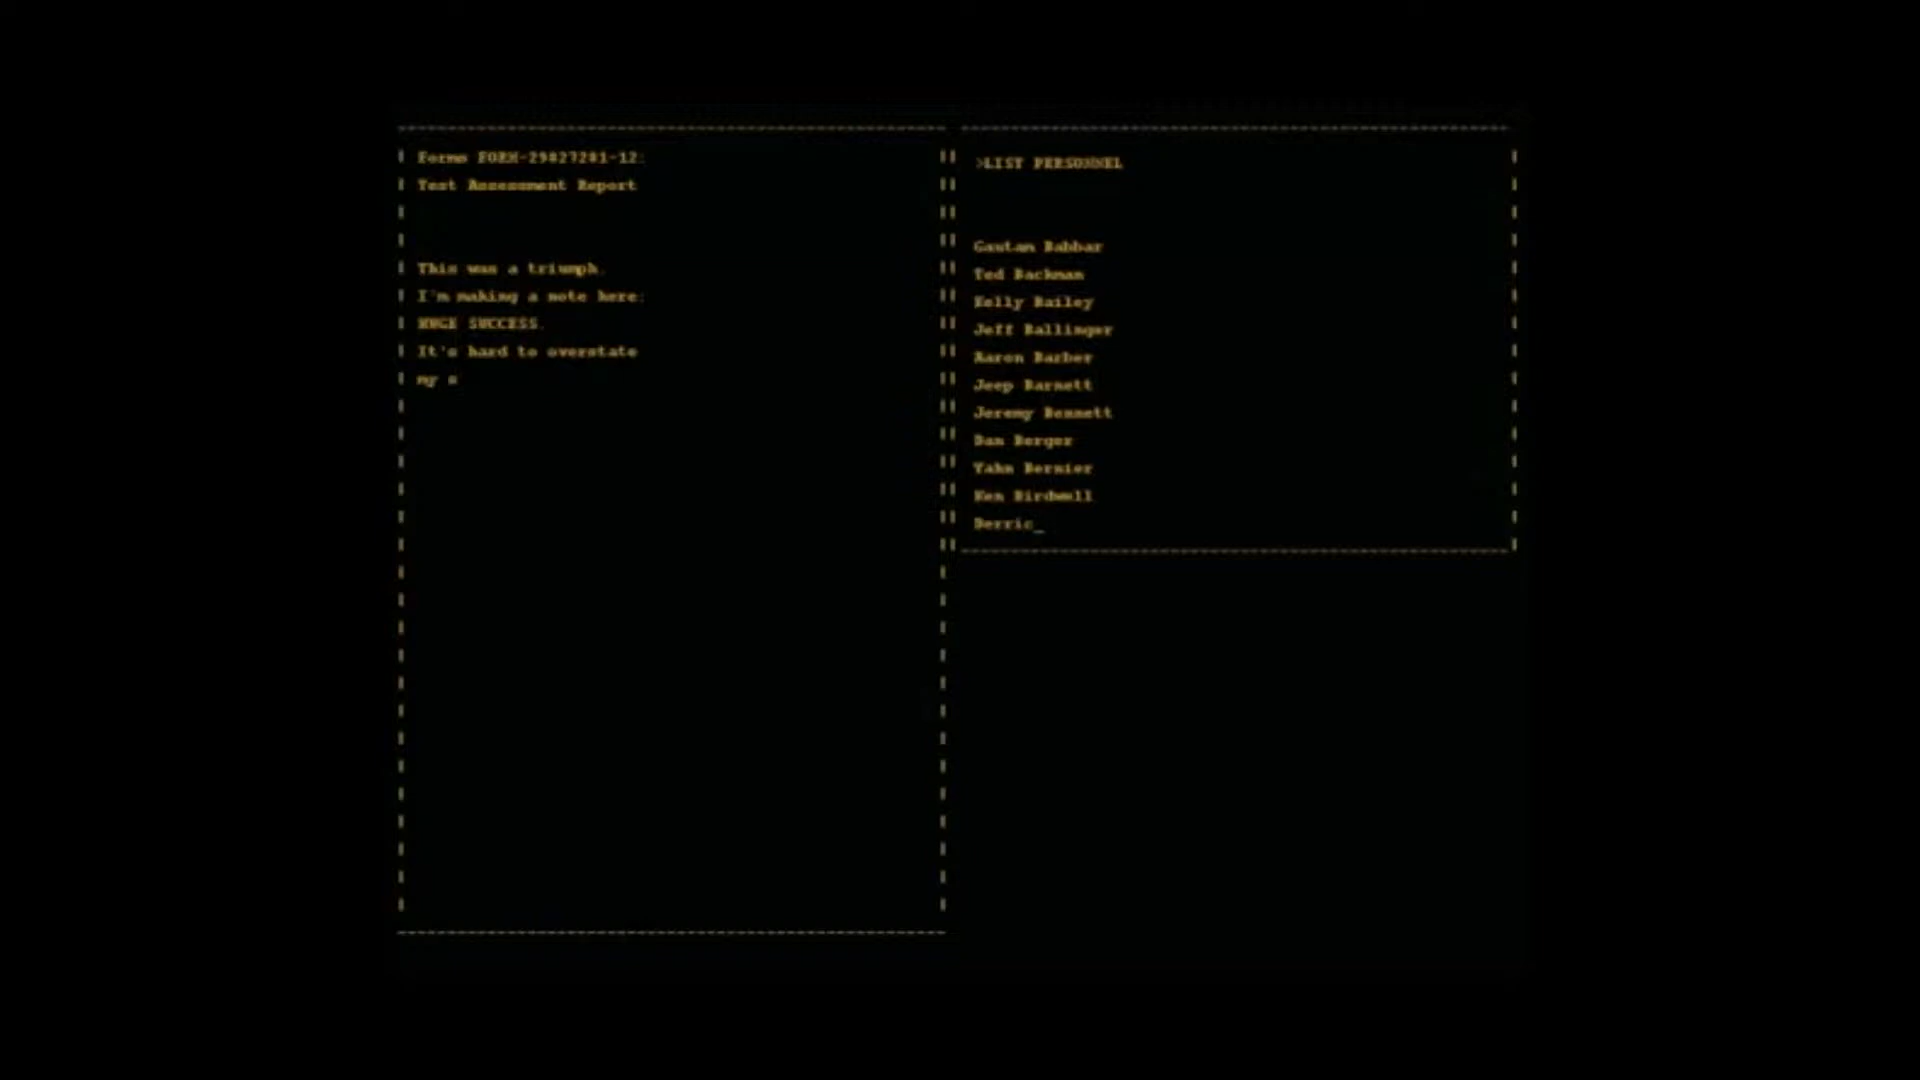 Forms FORM-29827281-12:
Test Assessment Report
This was a triumph.
I'm making a note here:
HUGE SUCCESS.
It's hard to overstate
my s
>LIST PERSONNEL
Gautam Babbar
Ted Backman
Kelly Bailey
Jeff Ballinger
Aaron Barber
Jeep Barnett
Jeremy Bennett
Dan Berger
Yahn Bernier
Ken Birdwell
Derric_